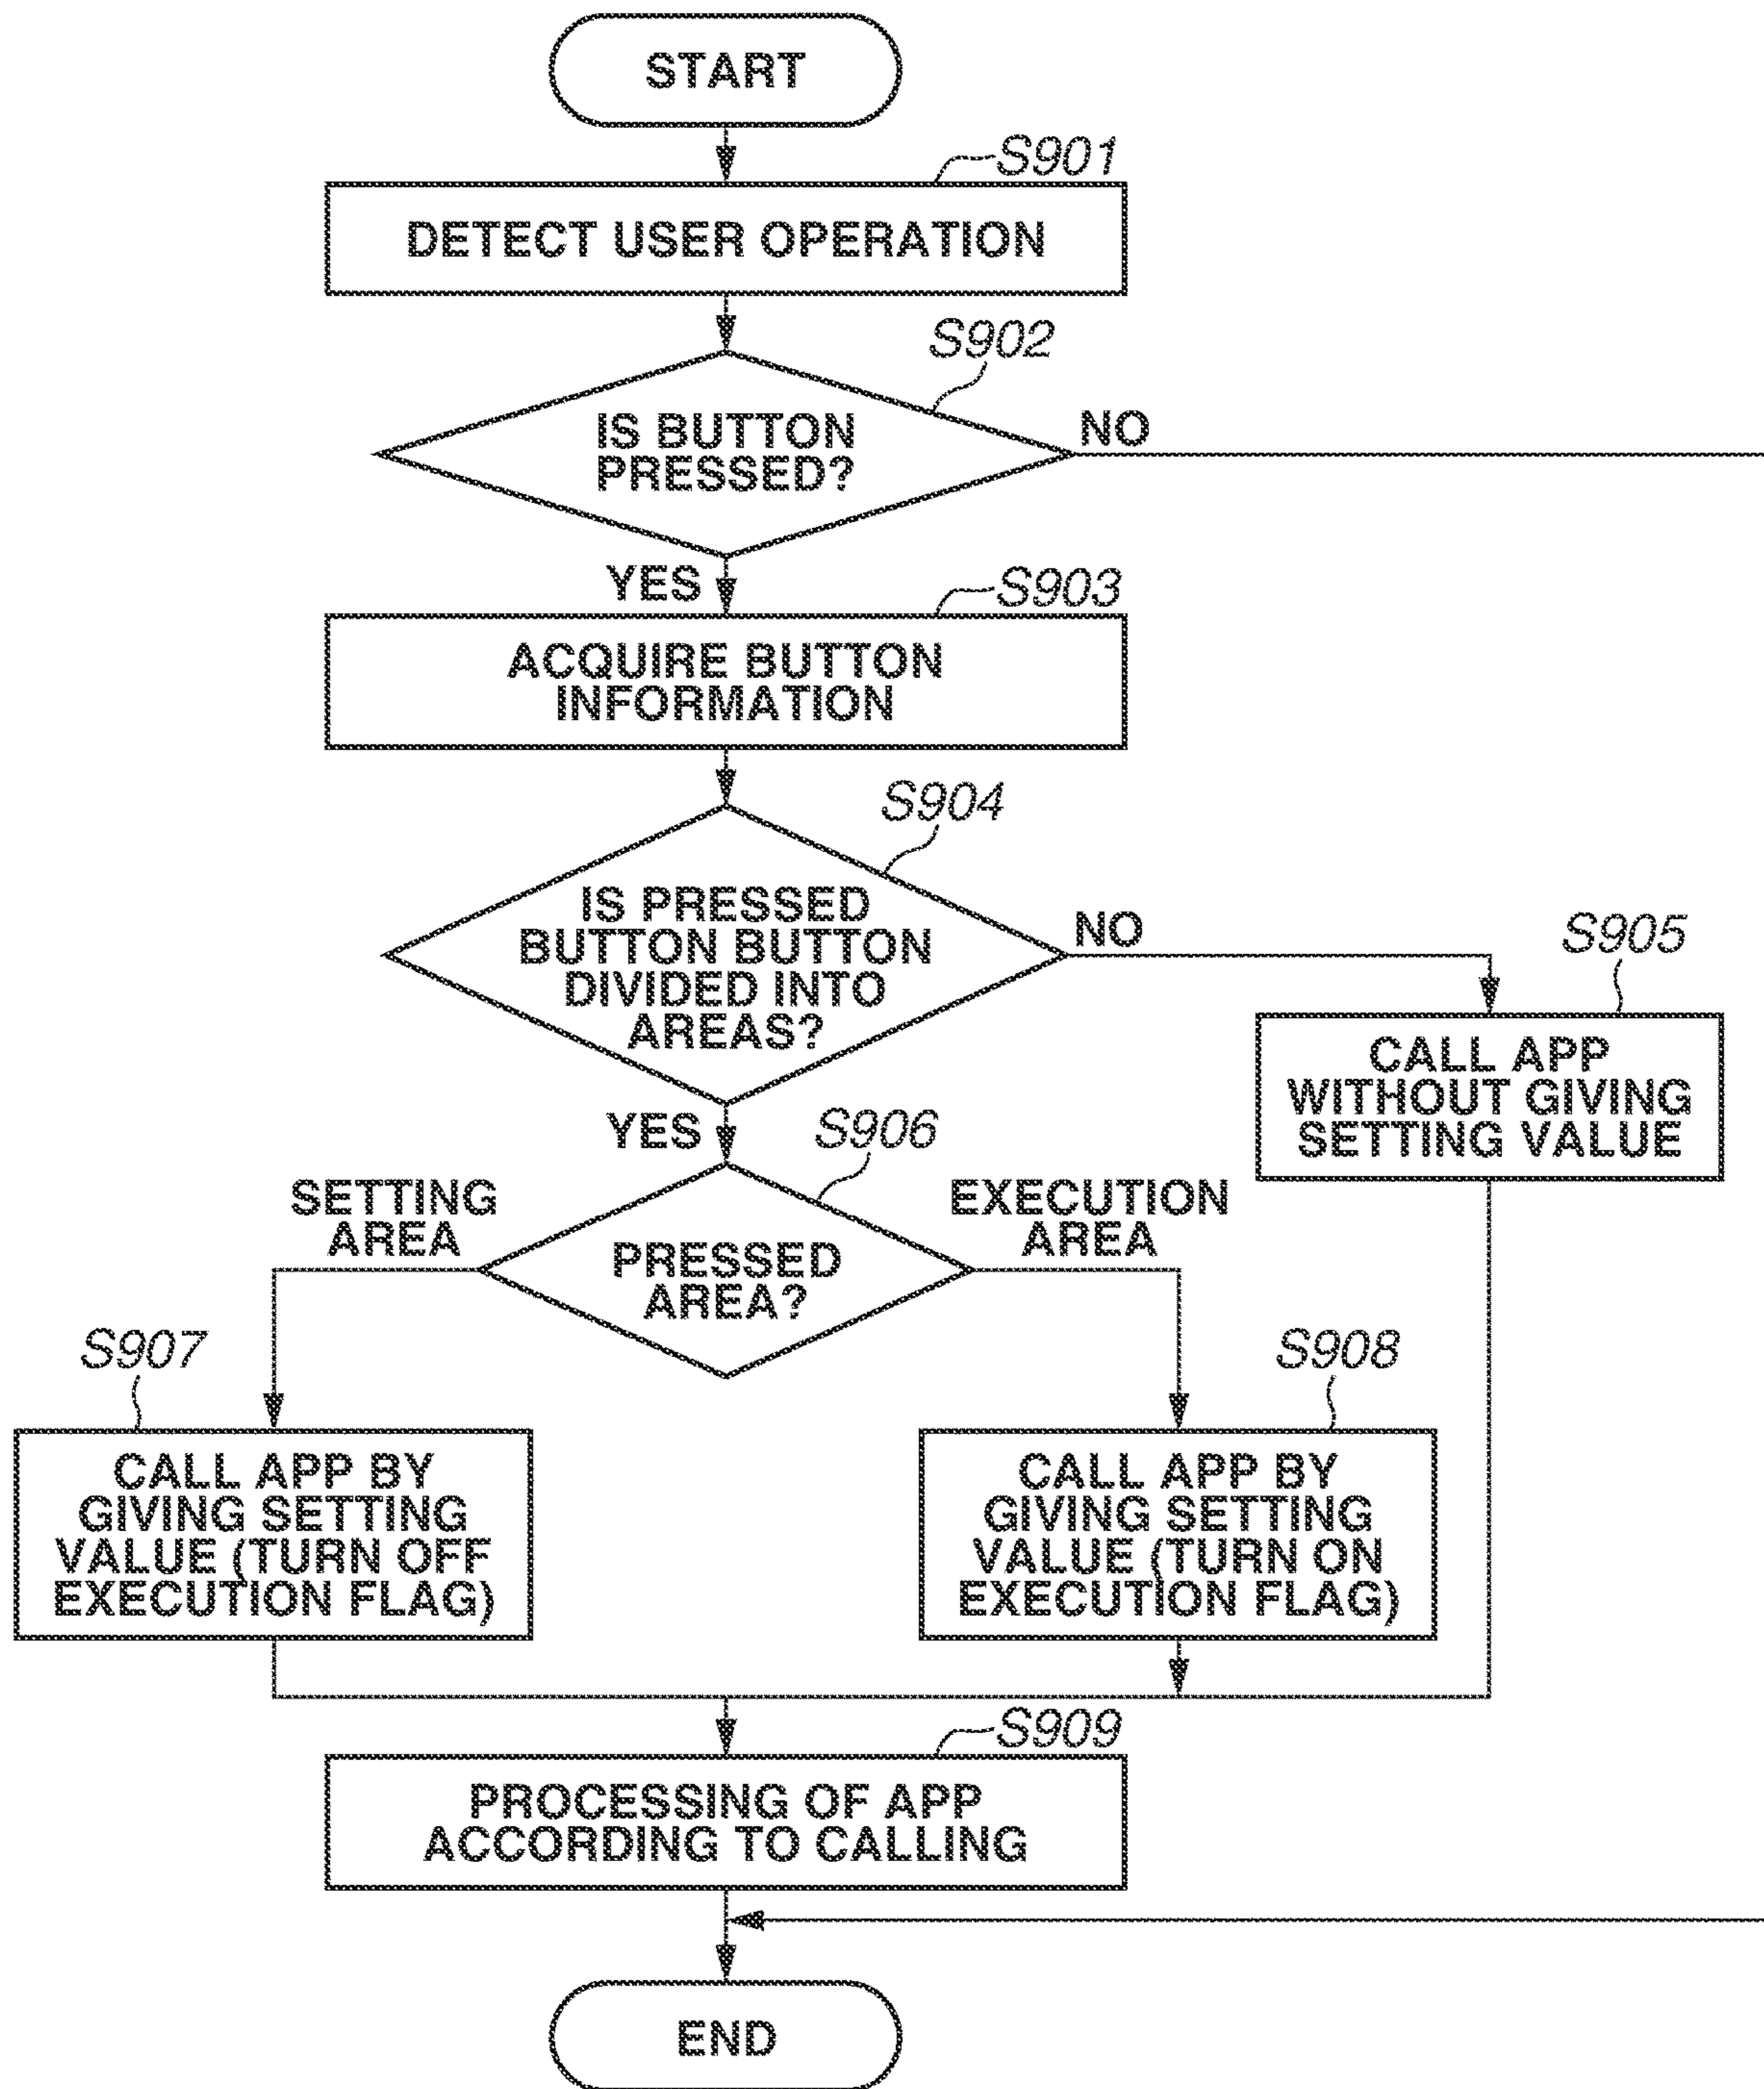 START
S901
DETECT USER OPERATION
S902
IS BUTTON
PRESSED?
NO
YES
S903
ACQUIRE BUTTON
INFORMATION
S904
IS PRESSED
BUTTON BUTTON
DIVIDED INTO
AREAS?
NO
S905
CALL APP
WITHOUT GIVING
SETTING VALUE
YES
S906
SETTING
AREA
PRESSED
AREA?
EXECUTION
AREA
S907
CALL APP BY
GIVING SETTING
VALUE (TURN OFF
EXECUTION FLAG)
S908
CALL APP BY
GIVING SETTING
VALUE (TURN ON
EXECUTION FLAG)
S909
PROCESSING OF APP
ACCORDING TO CALLING
END